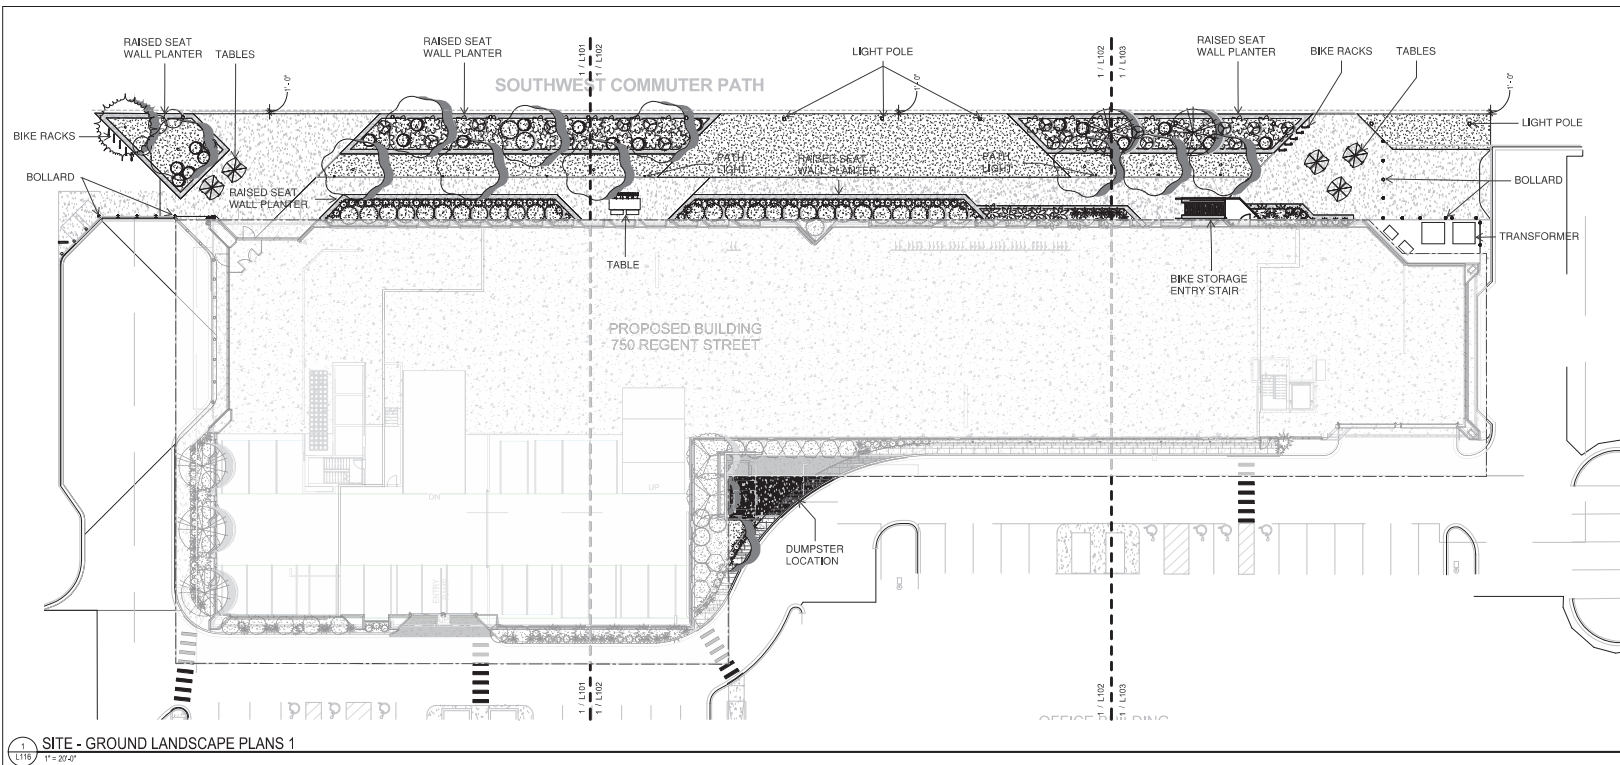 RAISED SEAT
WALL PLANTER
TABLES
RAISED SEAT
WALL PLANTER
1 / L101
1 / L102
LIGHT POLE
1 / L102
1 / L103
RAISED SEAT
WALL PLANTER
BIKE RACKS
TABLES
SOUTHWEST COMMUTER PATH
1'-0"
1'-0"
1'-0"
BIKE RACKS
LIGHT POLE
BOLLARD
RAISED SEAT
WALL PLANTER
PATH
LIGHT
RAISED SEAT
WALL PLANTER
PATH
LIGHT
BOLLARD
TABLE
TRANSFORMER
BIKE STORAGE
ENTRY STAIR
PROPOSED BUILDING
750 REGENT STREET
DN
UP
DUMPSTER
LOCATION
1 / L101
1 / L102
1 / L102
1 / L103
OFFICE BUILDING
1
L116
SITE - GROUND LANDSCAPE PLANS 1
1" = 20'-0"